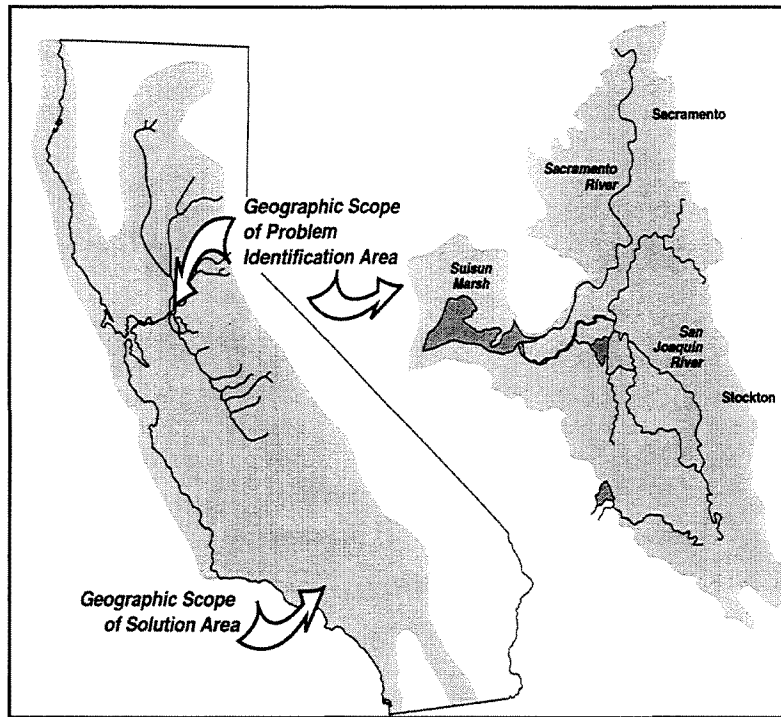 Geographic Scope
of Problem
Identification Area
Geographic Scope
of Solution Area
Sacramento
Sacramento
River
Suisun
Marsh
San
Joaquin
River
Stockton